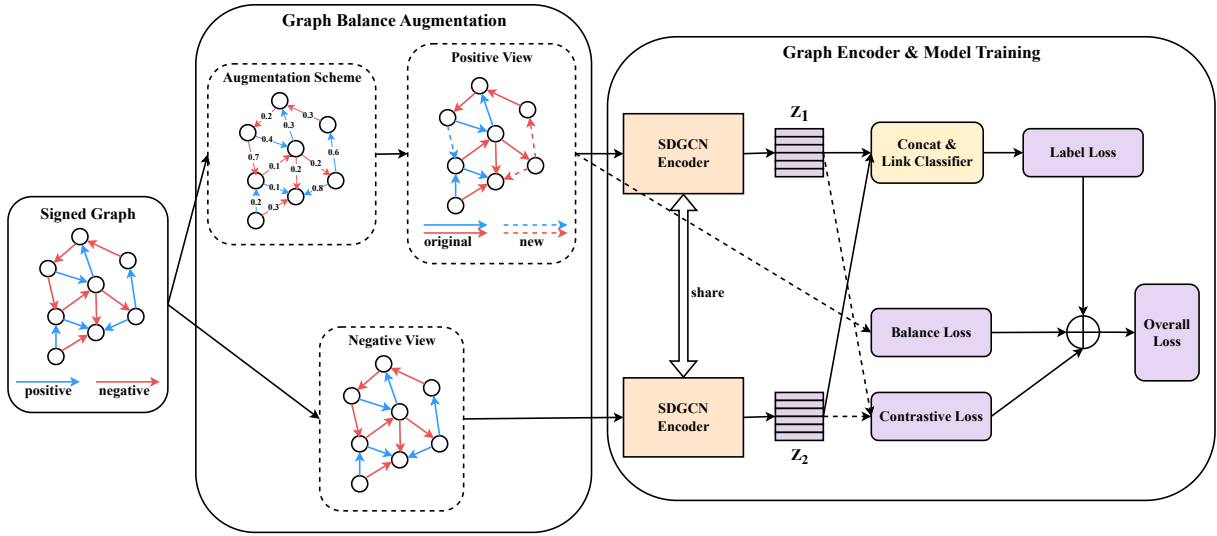 Graph Balance Augmentation
Graph Encoder & Model Training
Signed Graph
positive
negative
Augmentation Scheme
0.2
0.3
0.3
0.4
0.6
0.7
0.1
0.2
0.2
0.1
0.8
0.2
0.3
Positive View
original
new
Negative View
SDGCN
Encoder
share
SDGCN
Encoder
Z1
Z2
Concat &
Link Classifier
Label Loss
Balance Loss
Contrastive Loss
Overall
Loss